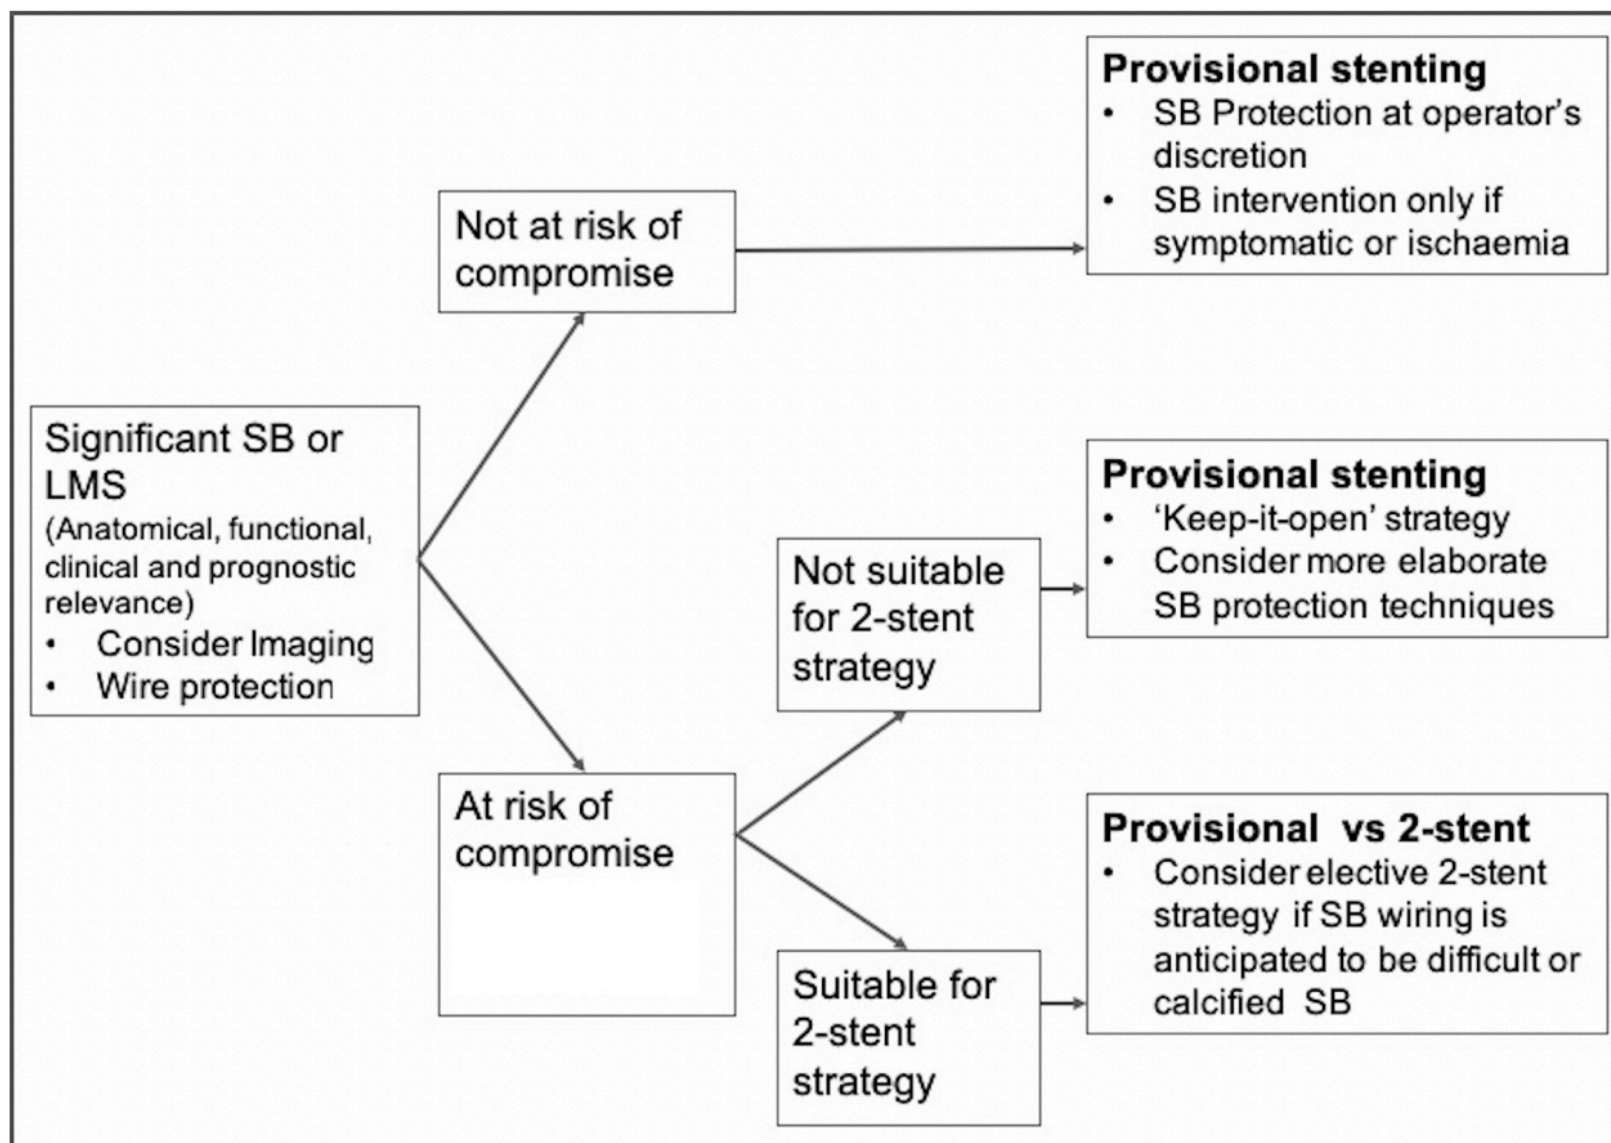 Provisional stenting
• SB Protection at operator's
discretion
• SB intervention only if
symptomatic or ischaemia
Not at risk of
compromise
Significant SB or
LMS
(Anatomical, functional,
clinical and prognostic
relevance)
• Consider Imaging
• Wire protection
Provisional stenting
• ‘Keep-it-open’ strategy
• Consider more elaborate
SB protection techniques
Not suitable
for 2-stent
strategy
At risk of
compromise
Provisional vs 2-stent
• Consider elective 2-stent
strategy if SB wiring is
anticipated to be difficult or
calcified SB
Suitable for
2-stent
strategy